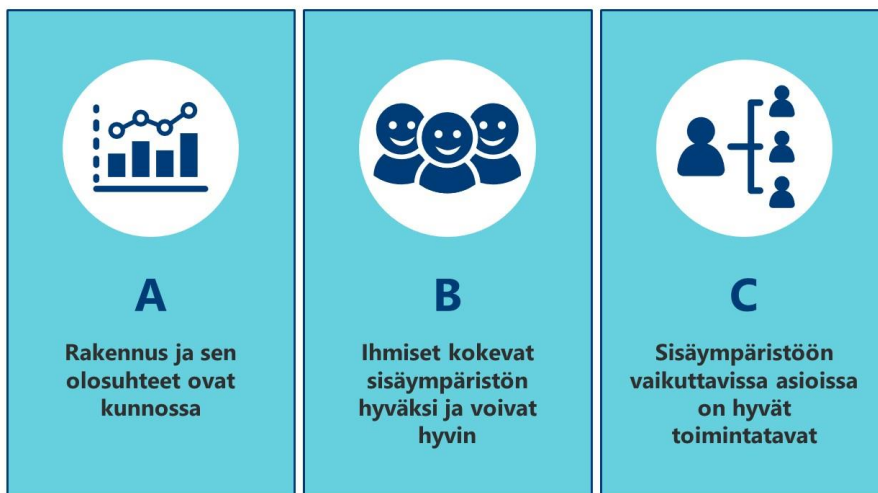 A
Rakennus ja sen
olosuhteet ovat
kunnossa
B
Ihmiset kokevat
sisäympäristön
hyväksi ja voivat
hyvin
C
Sisäympäristöön
vaikuttavissa asioissa
on hyvät
toimintatavat